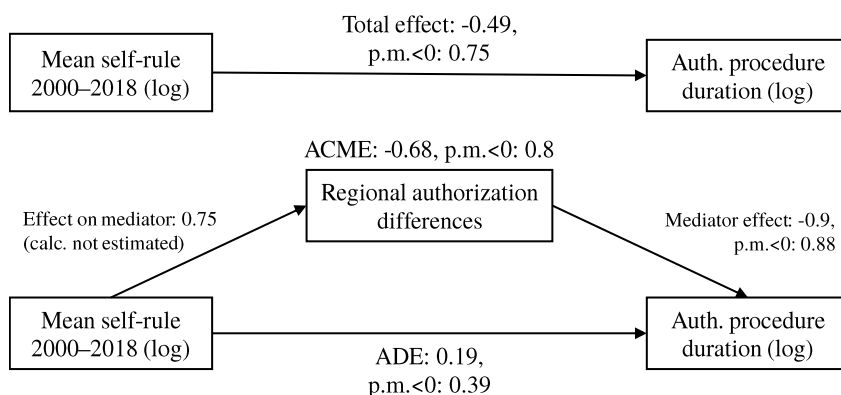 Total effect: -0.49,
p.m.<0: 0.75
Mean self-rule
2000–2018 (log)
Auth. procedure
duration (log)
ACME: -0.68, p.m.<0: 0.8
Regional authorization
differences
Effect on mediator: 0.75
(calc. not estimated)
Mediator effect: -0.9,
p.m.<0: 0.88
Mean self-rule
2000–2018 (log)
Auth. procedure
duration (log)
ADE: 0.19,
p.m.<0: 0.39